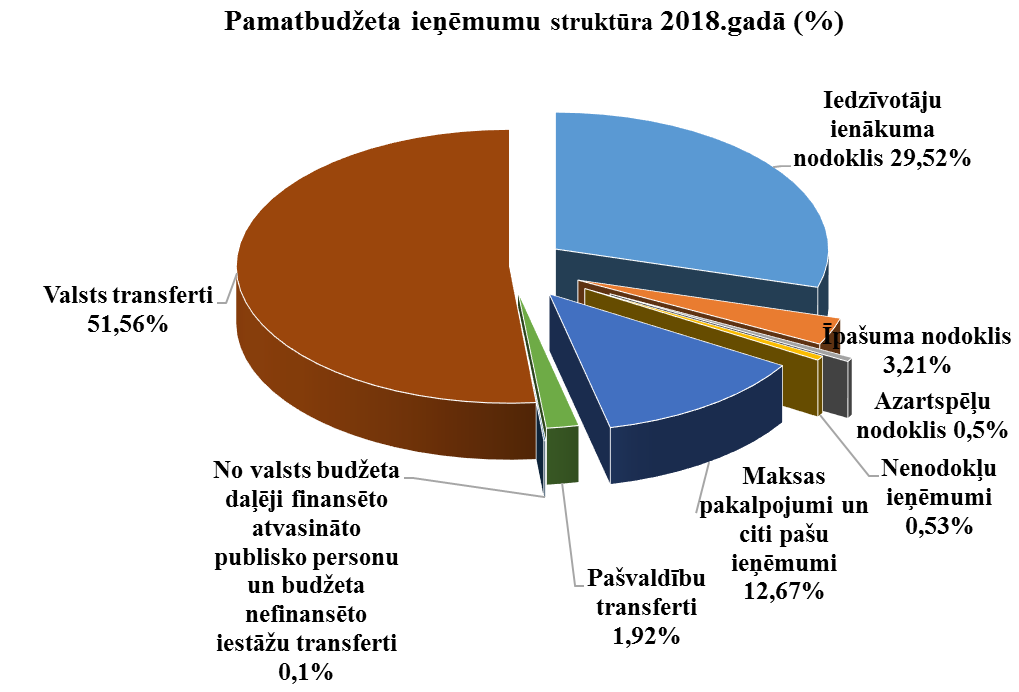 Pamatbudžeta ieņēmumu struktūra 2018.gadā (%)
Iedzīvotāju
ienākuma
nodoklis 29,52%
Īpašuma nodoklis
3,21%
Azartspēļu
nodoklis 0,5%
Nenodokļu
ieņēmumi
0,53%
Maksas
pakalpojumi un
citi pašu
ieņēmumi
12,67%
Pašvaldību
transferti
1,92%
No valsts budžeta
daļēji finansēto
atvasināto
publisko personu
un budžeta
nefinansēto
iestāžu transferti
0,1%
Valsts transferti
51,56%